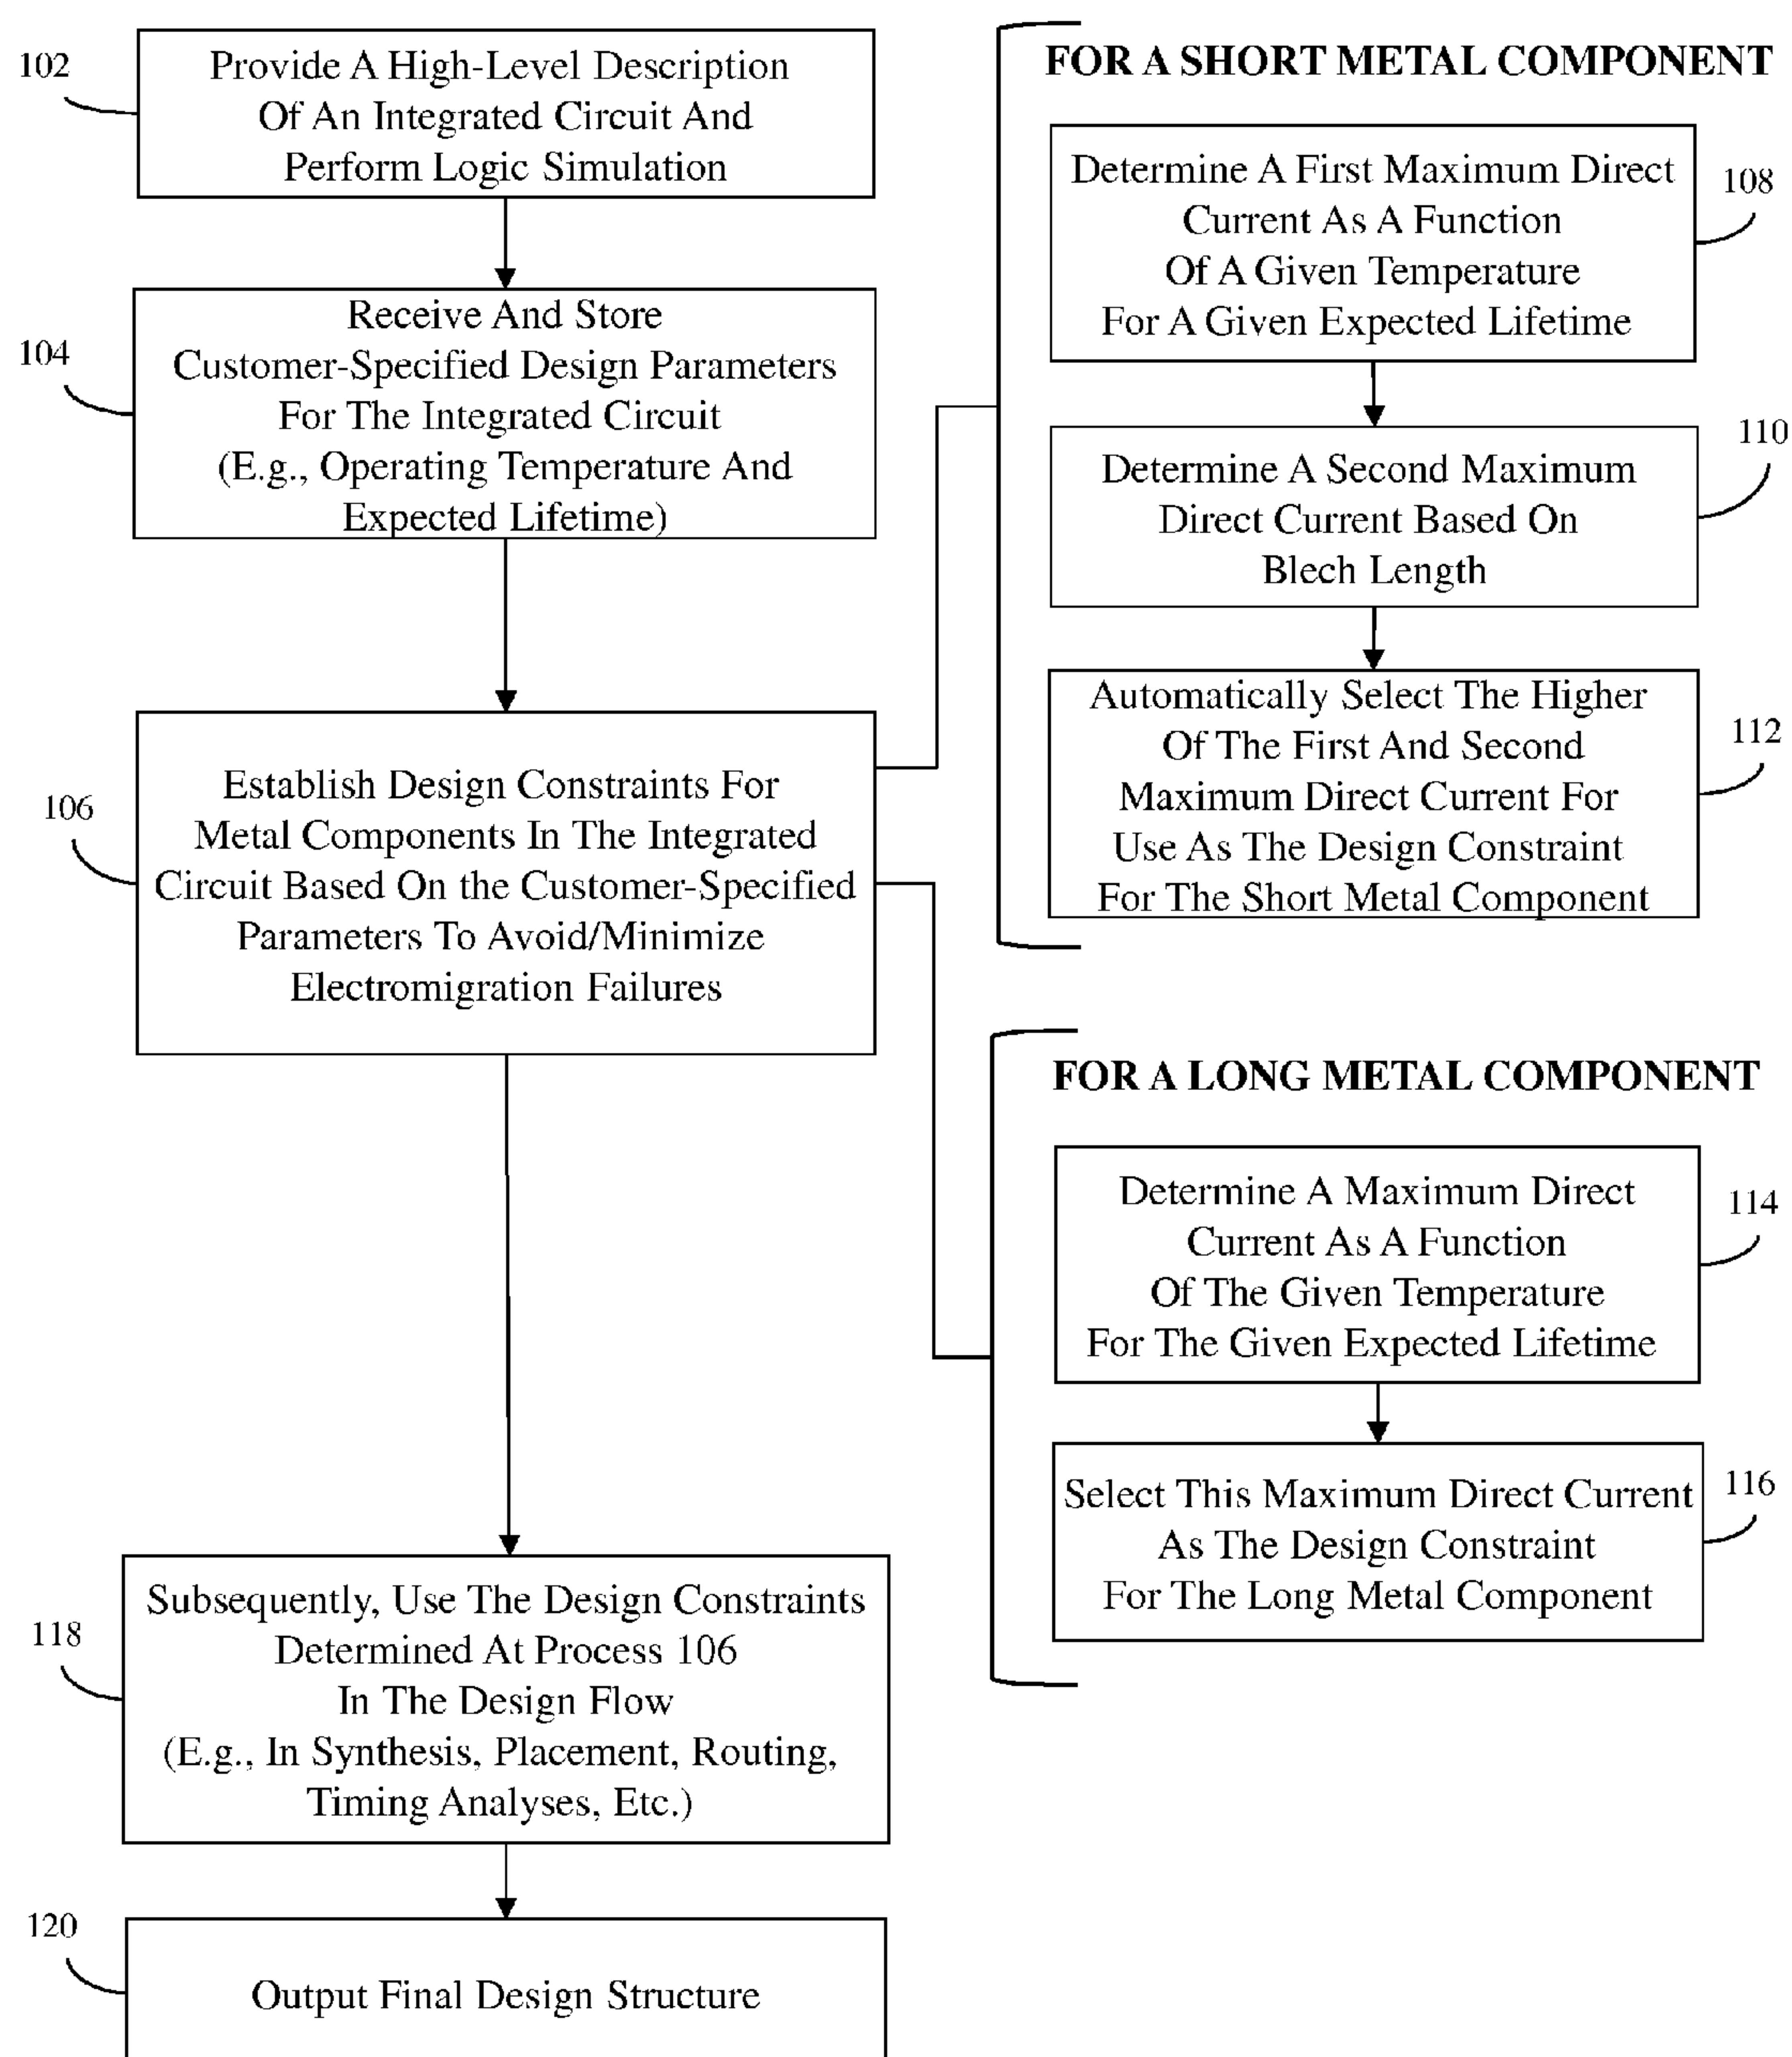 102
Provide A High-Level Description
Of An Integrated Circuit And
Perform Logic Simulation
104
Receive And Store
Customer-Specified Design Parameters
For The Integrated Circuit
(E.g., Operating Temperature And
Expected Lifetime)
106
Establish Design Constraints For
Metal Components In The Integrated
Circuit Based On the Customer-Specified
Parameters To Avoid/Minimize
Electromigration Failures
FOR A SHORT METAL COMPONENT
Determine A First Maximum Direct
Current As A Function
Of A Given Temperature
For A Given Expected Lifetime
108
Determine A Second Maximum
Direct Current Based On
Blech Length
110
Automatically Select The Higher
Of The First And Second
Maximum Direct Current For
Use As The Design Constraint
For The Short Metal Component
112
FOR A LONG METAL COMPONENT
Determine A Maximum Direct
Current As A Function
Of The Given Temperature
For The Given Expected Lifetime
114
Select This Maximum Direct Current
As The Design Constraint
For The Long Metal Component
116
118
Subsequently, Use The Design Constraints
Determined At Process 106
In The Design Flow
(E.g., In Synthesis, Placement, Routing,
Timing Analyses, Etc.)
120
Output Final Design Structure